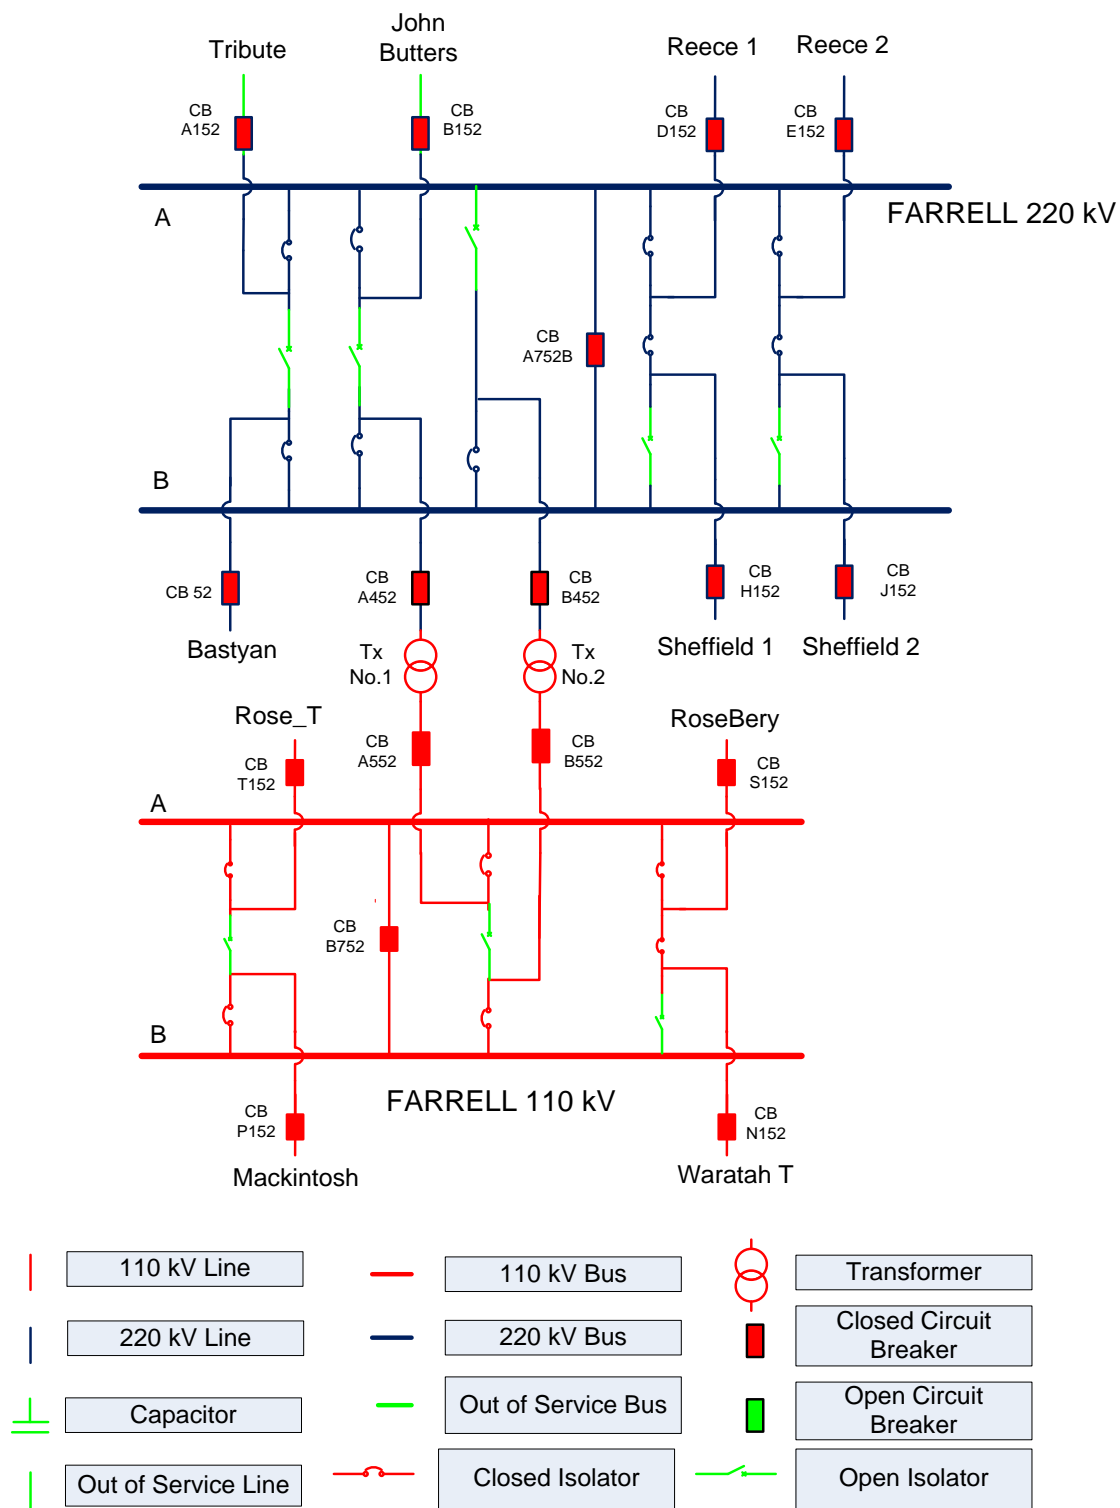 Tribute
John
Butters
Reece 1
Reece 2
CB
A152
CB
B152
CB
D152
CB
E152
A
FARRELL 220 kV
CB
A752B
B
CB 52
CB
A452
CB
B452
CB
H152
CB
J152
Bastyan
Tx
No.1
Tx
No.2
Sheffield 1
Sheffield 2
Rose_T
RoseBery
CB
T152
CB
A552
CB
B552
CB
S152
A
CB
B752
B
FARRELL 110 kV
CB
P152
CB
N152
Mackintosh
Waratah T
110 kV Line
110 kV Bus
Transformer
220 kV Line
220 kV Bus
Closed Circuit
Breaker
Capacitor
Out of Service Bus
Open Circuit
Breaker
Out of Service Line
Closed Isolator
Open Isolator